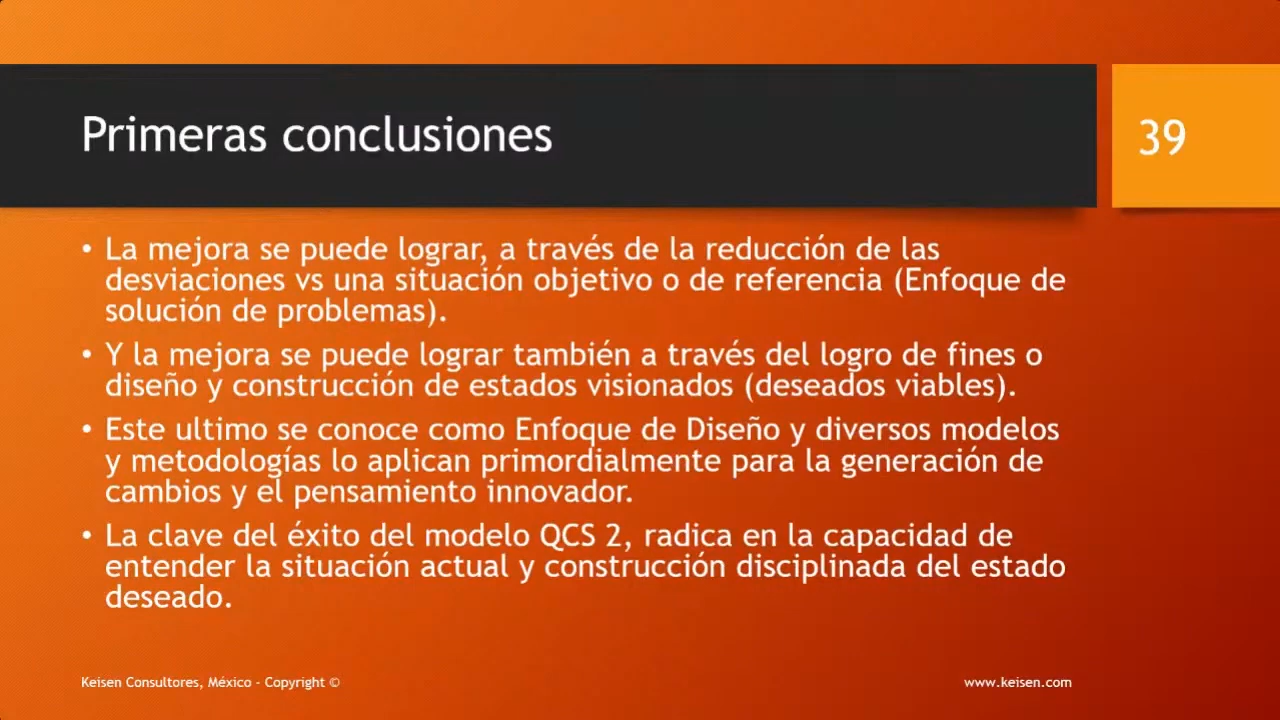 Primeras conclusiones
39
• La mejora se puede lograr, a través de la reducción de las
desviaciones vs una situación objetivo o de referencia (Enfoque de
solución de problemas).
• Y la mejora se puede lograr también a través del logro de fines o
diseño y construcción de estados visionados (deseados viables).
• Este ultimo se conoce como Enfoque de Diseño y diversos modelos
y metodologías lo aplican primordialmente para la generación de
cambios y el pensamiento innovador.
• La clave del éxito del modelo QCS 2, radica en la capacidad de
entender la situación actual y construcción disciplinada del estado
deseado.
Keisen Consultores, México - Copyright ©
www.keisen.com